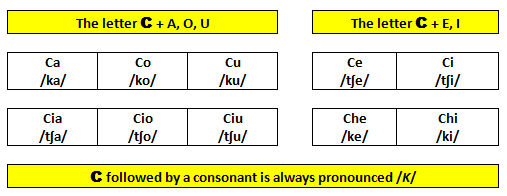 The letter C + A, O, U
The letter C + E, I
Ca Co Cu Ce Ci
/ka/ /ko/ /ku/ /tʃe/ /tʃi/
Cia Cio Ciu Che Chi
/tʃa/ /tʃo/ /tʃu/ /ke/ /ki/
C followed by a consonant is always pronounced /K/